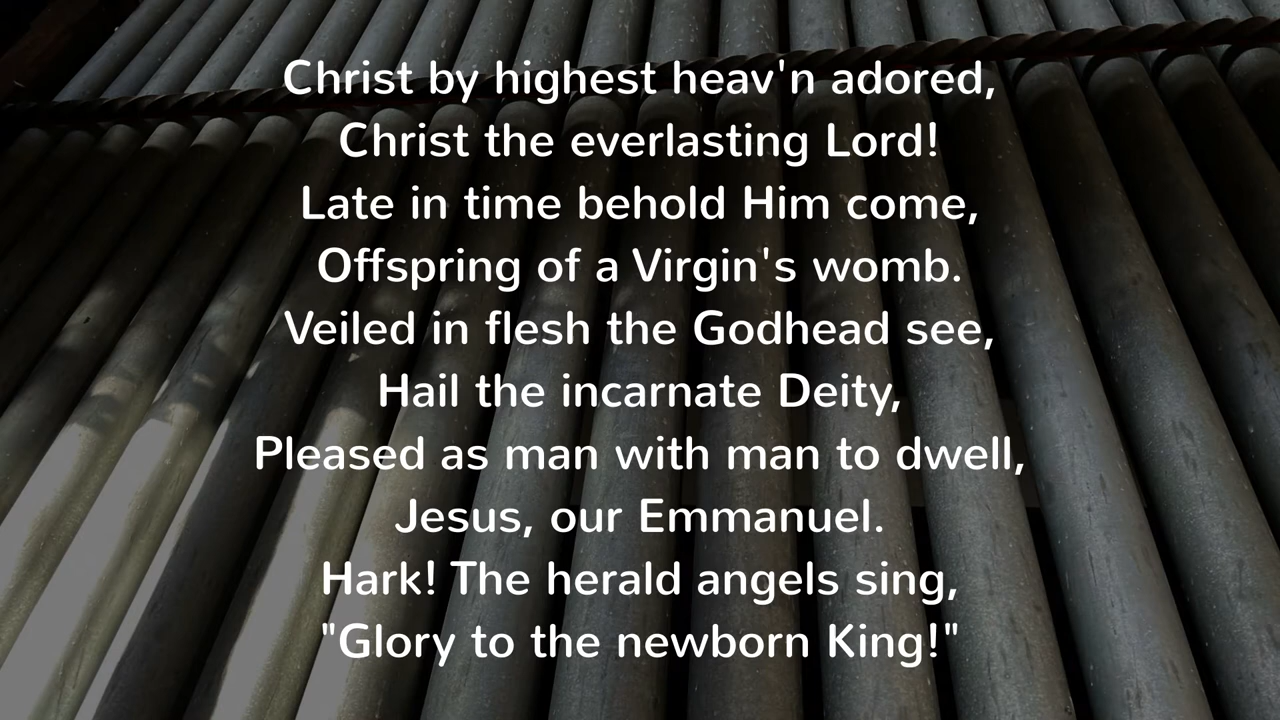 Christ by highest heav'n adored,
Christ the everlasting Lord!
Late in time behold Him come,
Offspring of a Virgin's womb.
Veiled in flesh the Godhead see,
Hail the incarnate Deity,
Pleased as man with man to dwell,
Jesus, our Emmanuel.
Hark! The herald angels sing,
"Glory to the newborn King!"